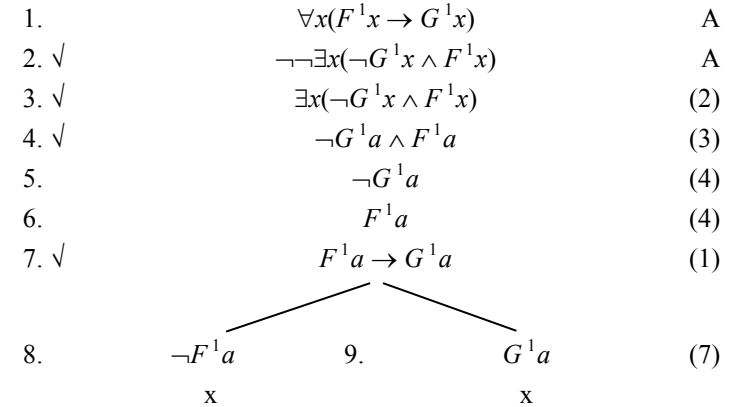 1. ∀x(F¹x → G¹x) A
2. √ ¬¬∃x(¬G¹x ∧ F¹x) A
3. √ ∃x(¬G¹x ∧ F¹x) (2)
4. √ ¬G¹a ∧ F¹a (3)
5. ¬G¹a (4)
6. F¹a (4)
7. √ F¹a → G¹a (1)
8. ¬F¹a 9. G¹a (7)
x x